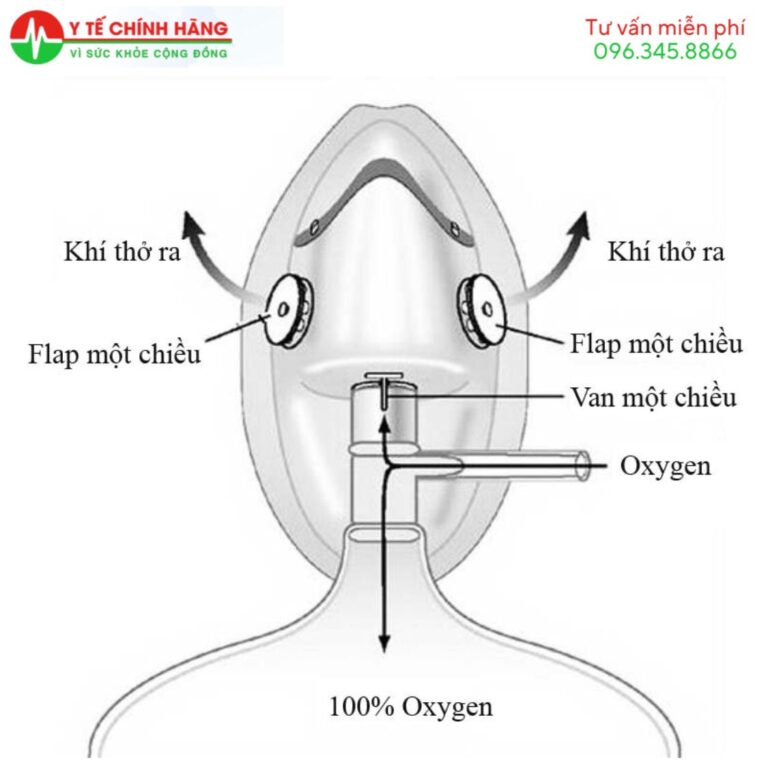 Y TẾ CHÍNH HÃNG
VÌ SỨC KHỎE CỘNG ĐỒNG
Tư vấn miễn phí
096.345.8866
Khí thở ra
Khí thở ra
Flap một chiều
Flap một chiều
Van một chiều
Oxygen
100% Oxygen